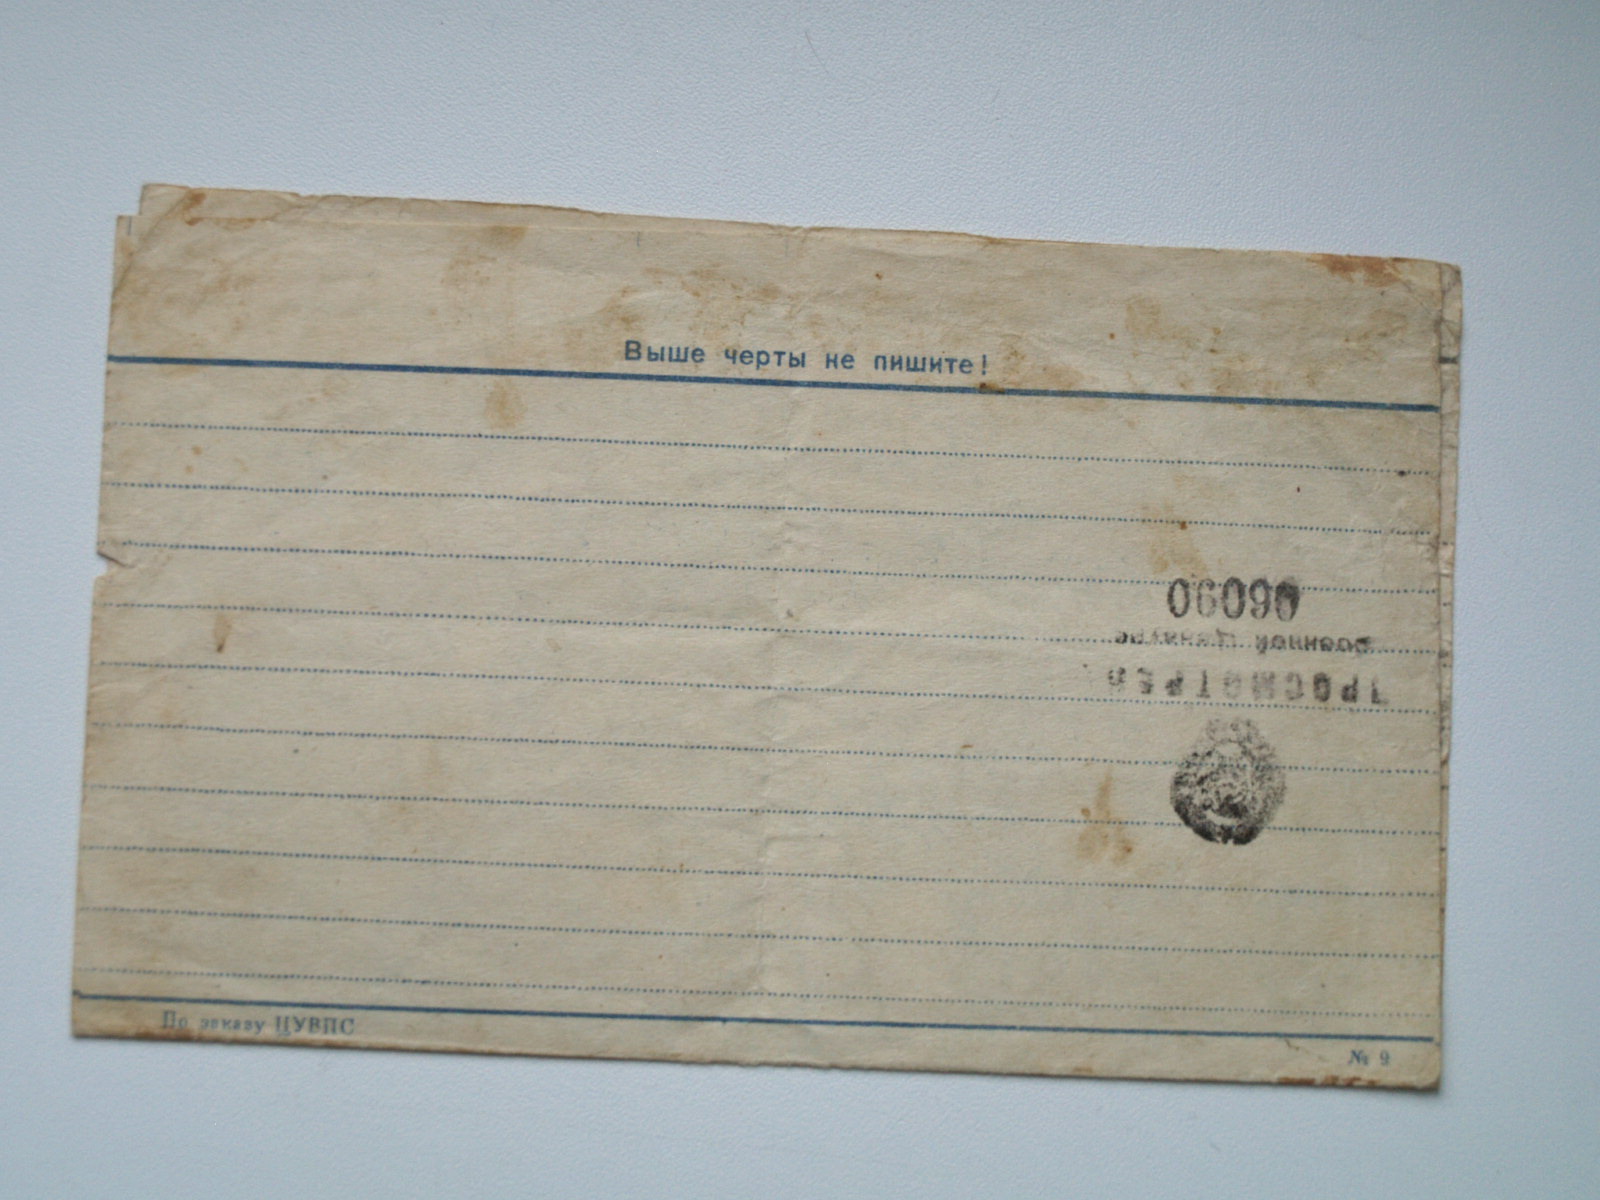 Выше черты не пишите!
ПРОСМОТРЕНО
Военной Цензурой
06090
По заказу ЦУВПС
№ 9